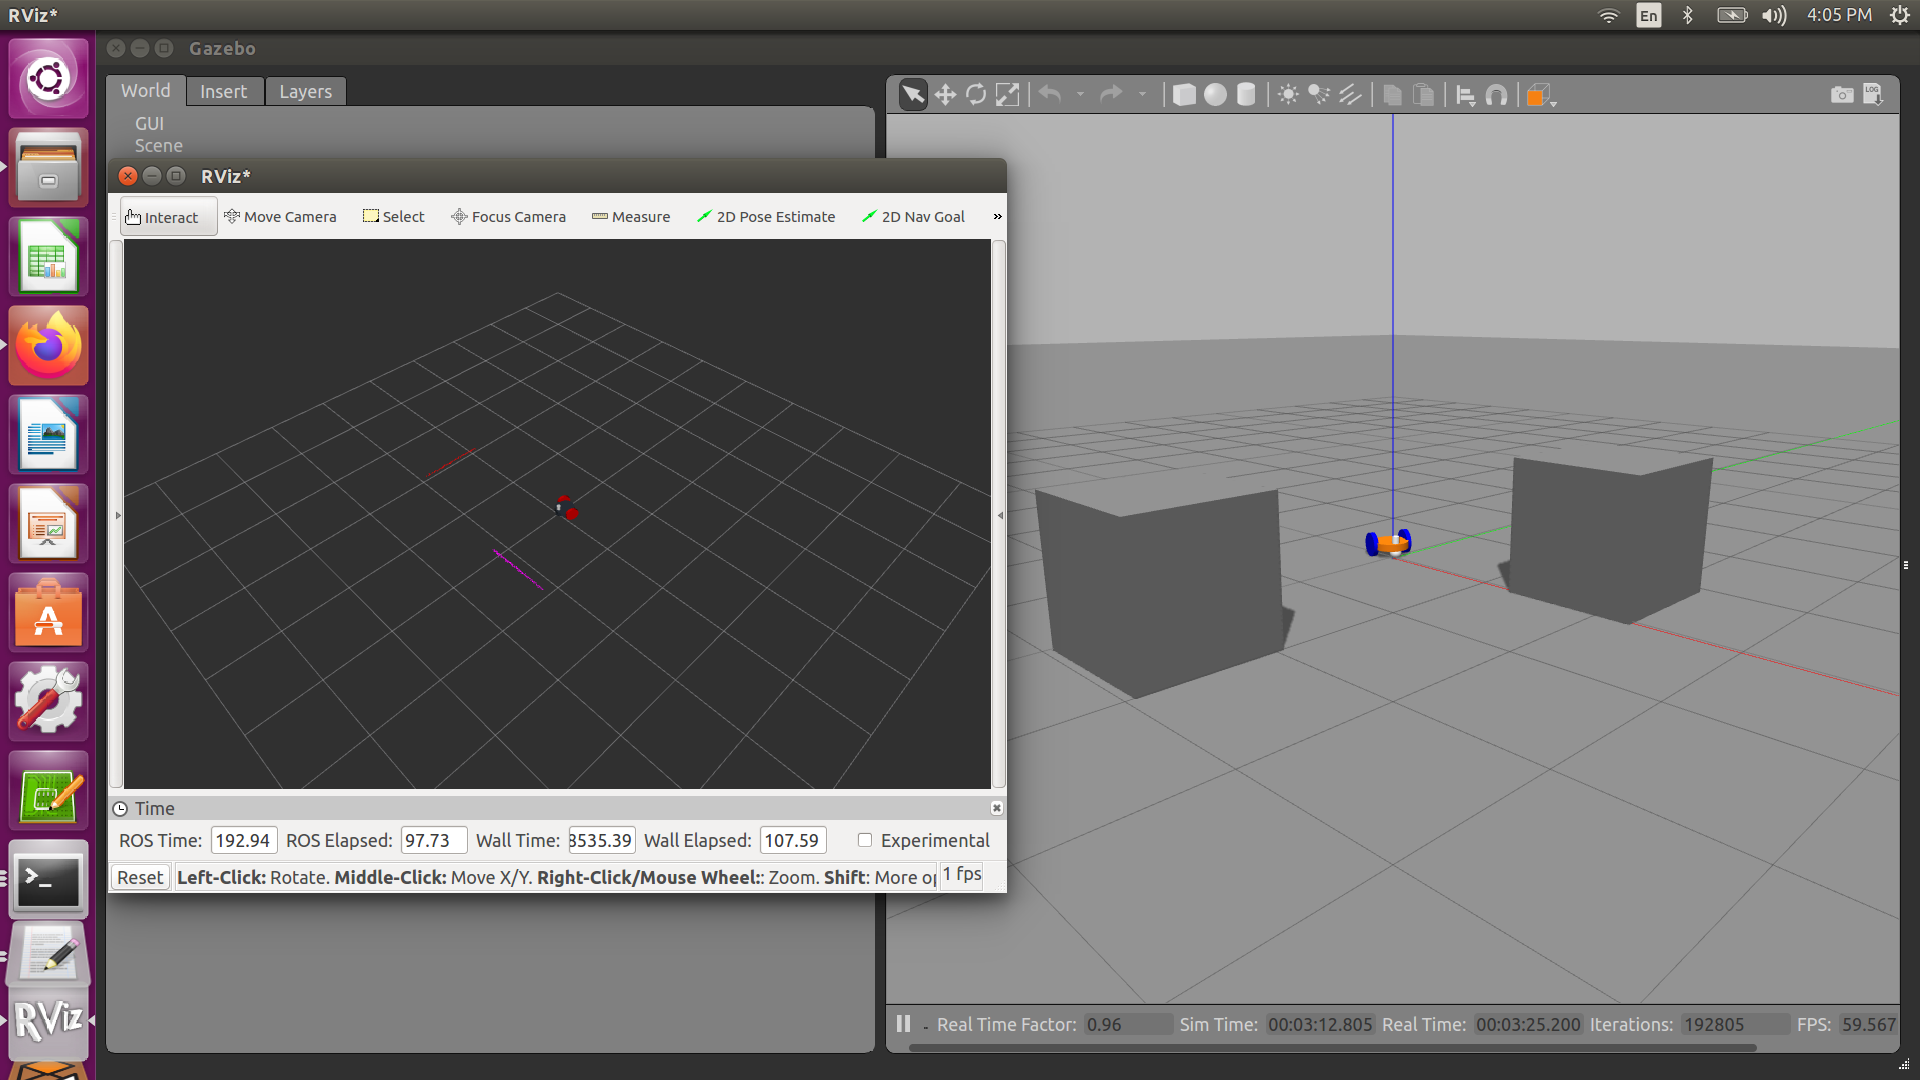 RViz*
En
4:05 PM
Gazebo
World Insert Layers
LOG
GUI
Scene
RViz*
Interact Move Camera Select Focus Camera Measure 2D Pose Estimate 2D Nav Goal »
Time
ROS Time: 192.94 ROS Elapsed: 97.73 Wall Time: 8535.39 Wall Elapsed: 107.59 Experimental
Reset Left-Click: Rotate. Middle-Click: Move X/Y. Right-Click/Mouse Wheel:: Zoom. Shift: More op 1 fps
RViz
Real Time Factor: 0.96 Sim Time: 00:03:12.805 Real Time: 00:03:25.200 Iterations: 192805 FPS: 59.567